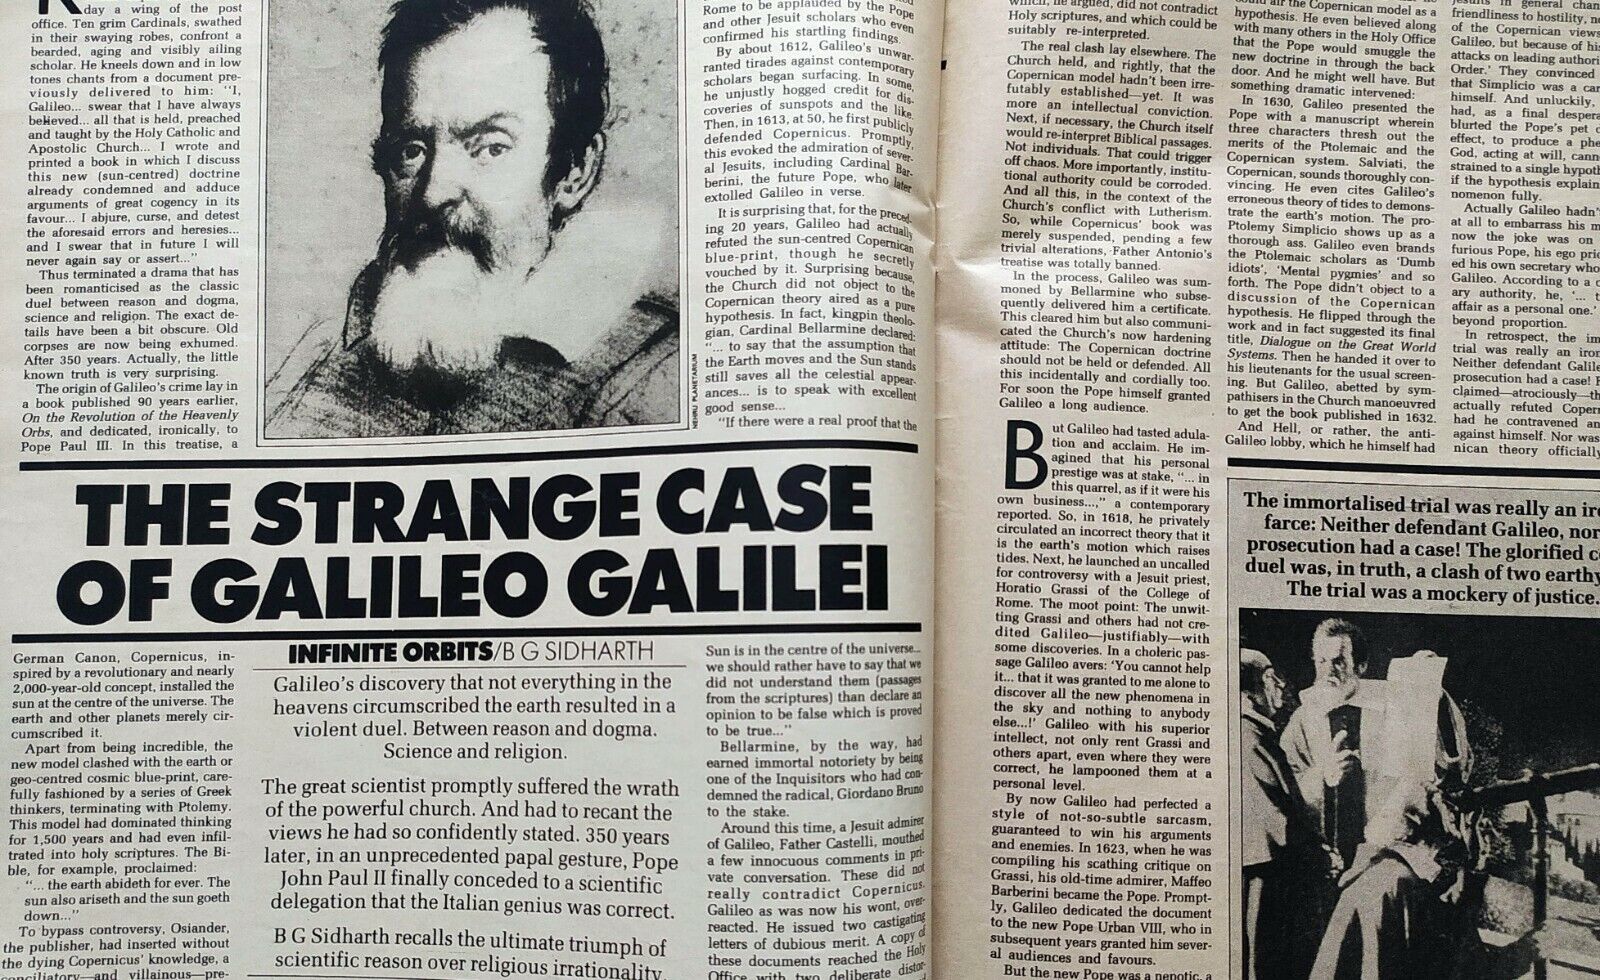 day a wing of the post
office. Ten grim Cardinals, swathed
in their swaying robes, confront a
bearded, aging and visibly ailing
scholar. He kneels down and in low
tones chants from a document pre-
viously delivered to him: "I,
Galileo... swear that I have always
believed... all that is held, preached
and taught by the Holy Catholic and
Apostolic Church... I wrote and
printed a book in which I discuss
this new (sun-centred) doctrine
already condemned and adduce
arguments of great cogency in its
favour... I abjure, curse, and detest
the aforesaid errors and heresies...
and I swear that in future I will
never again say or assert..."
Thus terminated a drama that has
been romanticised as the classic
duel between reason and dogma,
science and religion. The exact de-
tails have been a bit obscure. Old
corpses are now being exhumed.
After 350 years. Actually, the little
known truth is very surprising.
The origin of Galileo's crime lay in
a book published 90 years earlier,
On the Revolution of the Heavenly
Orbs, and dedicated, ironically, to
Pope Paul III. In this treatise, a
NEHRU PLANETARIUM
Rome to be applauded by the Pope
and other Jesuit scholars who even
confirmed his startling findings.
By about 1612, Galileo's unwar-
ranted tirades against contemporary
scholars began surfacing. In some,
he unjustly hogged credit for dis-
coveries of sunspots and the like.
Then, in 1613, at 50, he first publicly
defended Copernicus. Promptly,
this evoked the admiration of sever-
al Jesuits, including Cardinal Bar-
berini, the future Pope, who later
extolled Galileo in verse.
It is surprising that, for the preced-
ing 20 years, Galileo had actually
refuted the sun-centred Copernican
blue-print, though he secretly
vouched by it. Surprising because,
the Church did not object to the
Copernican theory aired as a pure
hypothesis. In fact, kingpin theolo-
gian, Cardinal Bellarmine declared:
"... to say that the assumption that
the Earth moves and the Sun stands
still saves all the celestial appear-
ances... is to speak with excellent
good sense...
"If there were a real proof that the
THE STRANGE CASE
OF GALILEO GALILEI
INFINITE ORBITS/B G SIDHARTH
German Canon, Copernicus, in-
spired by a revolutionary and nearly
2,000-year-old concept, installed the
sun at the centre of the universe. The
earth and other planets merely cir-
cumscribed it.
Apart from being incredible, the
new model clashed with the earth or
geo-centred cosmic blue-print, care-
fully fashioned by a series of Greek
thinkers, terminating with Ptolemy.
This model had dominated thinking
for 1,500 years and had even infil-
trated into holy scriptures. The Bi-
ble, for example, proclaimed:
"... the earth abideth for ever. The
sun also ariseth and the sun goeth
down..."
To bypass controversy, Osiander,
the publisher, had inserted without
the dying Copernicus' knowledge, a
conciliatory—and villainous—pre-
Galileo's discovery that not everything in the
heavens circumscribed the earth resulted in a
violent duel. Between reason and dogma.
Science and religion.
The great scientist promptly suffered the wrath
of the powerful church. And had to recant the
views he had so confidently stated. 350 years
later, in an unprecedented papal gesture, Pope
John Paul II finally conceded to a scientific
delegation that the Italian genius was correct.
B G Sidharth recalls the ultimate triumph of
scientific reason over religious irrationality.
Sun is in the centre of the universe...
we should rather have to say that we
did not understand them (passages
from the scriptures) than declare an
opinion to be false which is proved
to be true..."
Bellarmine, by the way, had
earned immortal notoriety by being
one of the Inquisitors who had con-
demned the radical, Giordano Bruno
to the stake.
Around this time, a Jesuit admirer
of Galileo, Father Castelli, mouthed
a few innocuous comments in pri-
vate conversation. These did not
really contradict Copernicus.
Galileo as was now his wont, over-
reacted. He issued two castigating
letters of dubious merit. A copy of
these documents reached the Holy
Office with two deliberate distor-
which, he argued, did not contradict
Holy scriptures, and which could be
suitably re-interpreted.
The real clash lay elsewhere. The
Church held, and rightly, that the
Copernican model hadn't been irre-
futably established—yet. It was
more an intellectual conviction.
Next, if necessary, the Church itself
would re-interpret Biblical passages.
Not individuals. That could trigger
off chaos. More importantly, institu-
tional authority could be corroded.
And all this, in the context of the
Church's conflict with Lutherism.
So, while Copernicus' book was
merely suspended, pending a few
trivial alterations, Father Antonio's
treatise was totally banned.
In the process, Galileo was sum-
moned by Bellarmine who subse-
quently delivered him a certificate.
This cleared him but also communi-
cated the Church's now hardening
attitude: The Copernican doctrine
should not be held or defended. All
this incidentally and cordially too.
For soon the Pope himself granted
Galileo a long audience.
But Galileo had tasted adula-
tion and acclaim. He im-
agined that his personal
prestige was at stake, "... in
this quarrel, as if it were his
own business...," a contemporary
reported. So, in 1618, he privately
circulated an incorrect theory that it
is the earth's motion which raises
tides. Next, he launched an uncalled
for controversy with a Jesuit priest,
Horatio Grassi of the College of
Rome. The moot point: The unwit-
ting Grassi and others had not cre-
dited Galileo—justifiably—with
some discoveries. In a choleric pas-
sage Galileo avers: 'You cannot help
it... that it was granted to me alone to
discover all the new phenomena in
the sky and nothing to anybody
else...!' Galileo with his superior
intellect, not only rent Grassi and
others apart, even where they were
correct, he lampooned them at a
personal level.
By now Galileo had perfected a
style of not-so-subtle sarcasm,
guaranteed to win his arguments
and enemies. In 1623, when he was
compiling his scathing critique on
Grassi, his old-time admirer, Maffeo
Barberini became the Pope. Prompt-
ly, Galileo dedicated the document
to the new Pope Urban VIII, who in
subsequent years granted him sever-
al audiences and favours.
But the new Pope was nepotic, a
could air the Copernican model as a
hypothesis. He even believed along
with many others in the Holy Office
that the Pope would smuggle the
new doctrine in through the back
door. And he might well have. But
something dramatic intervened:
In 1630, Galileo presented the
Pope with a manuscript wherein
three characters thresh out the
merits of the Ptolemaic and the
Copernican system. Salviati, the
Copernican, sounds thoroughly con-
vincing. He even cites Galileo's
erroneous theory of tides to demons-
trate the earth's motion. The pro-
Ptolemy Simplicio shows up as a
thorough ass. Galileo even brands
the Ptolemaic scholars as 'Dumb
idiots', 'Mental pygmies' and so
forth. The Pope didn't object to a
discussion of the Copernican
hypothesis. He flipped through the
work and in fact suggested its final
title, Dialogue on the Great World
Systems. Then he handed it over to
his lieutenants for the usual screen-
ing. But Galileo, abetted by sym-
pathisers in the Church manoeuvred
to get the book published in 1632.
And Hell, or rather, the anti-
Galileo lobby, which he himself had
Jesuits in general chan
friendliness to hostility, no
of the Copernican views
Galileo, but because of his
attacks on leading authori
Order.' They convinced
that Simplicio was a car
himself. And unluckily,
had, as a final despera
blurted the Pope's pet
effect, to produce a phe
God, acting at will, cann
strained to a single hypoth
if the hypothesis explain
nomenon fully.
Actually Galileo hadn'
at all to embarrass his m
now the joke was on
furious Pope, his ego pric
ed his own secretary who
Galileo. According to a c
ary authority, he, '... t
affair as a personal one.'
beyond proportion.
In retrospect, the im
trial was really an iron
Neither defendant Galile
prosecution had a case!
claimed—atrociously—th
actually refuted Coper
had he contravened an
against himself. Nor was
nican theory officially
The immortalised trial was really an iro
farce: Neither defendant Galileo, nor
prosecution had a case! The glorified c
duel was, in truth, a clash of two earthy
The trial was a mockery of justice.